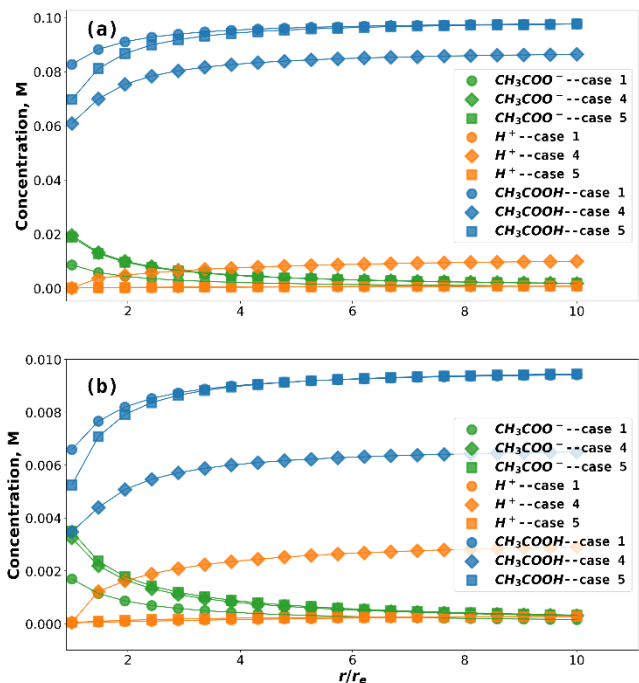 (a)
0.10
0.08
0.06
0.04
0.02
0.00
Concentration, M
CH₃COO⁻--case 1
CH₃COO⁻--case 4
CH₃COO⁻--case 5
H⁺--case 1
H⁺--case 4
H⁺--case 5
CH₃COOH--case 1
CH₃COOH--case 4
CH₃COOH--case 5
2 4 6 8 10
(b)
0.010
0.008
0.006
0.004
0.002
0.000
Concentration, M
CH₃COO⁻--case 1
CH₃COO⁻--case 4
CH₃COO⁻--case 5
H⁺--case 1
H⁺--case 4
H⁺--case 5
CH₃COOH--case 1
CH₃COOH--case 4
CH₃COOH--case 5
2 4 6 8 10
r/rₑ